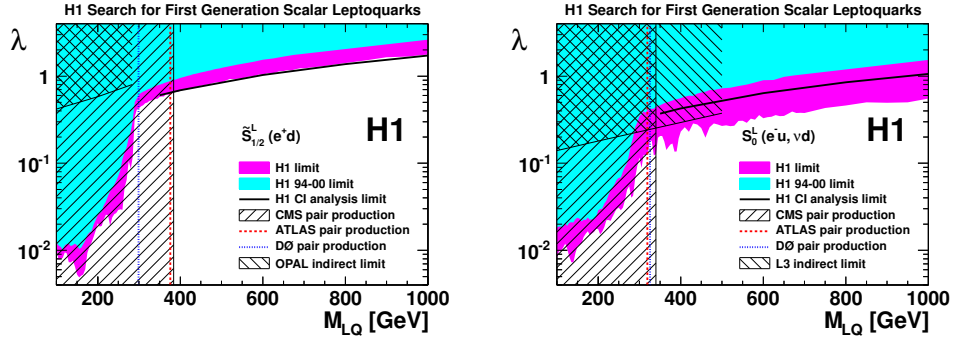 H1 Search for First Generation Scalar Leptoquarks
λ
1
10⁻¹
10⁻²
H1
S̃ᴸ₁/₂ (e⁺d)
H1 limit
H1 94-00 limit
H1 CI analysis limit
CMS pair production
ATLAS pair production
DØ pair production
OPAL indirect limit
200 400 600 800 1000
M_LQ [GeV]
H1 Search for First Generation Scalar Leptoquarks
λ
1
10⁻¹
10⁻²
H1
Sᴸ₀ (e⁻u, νd)
H1 limit
H1 94-00 limit
H1 CI analysis limit
CMS pair production
ATLAS pair production
DØ pair production
L3 indirect limit
200 400 600 800 1000
M_LQ [GeV]